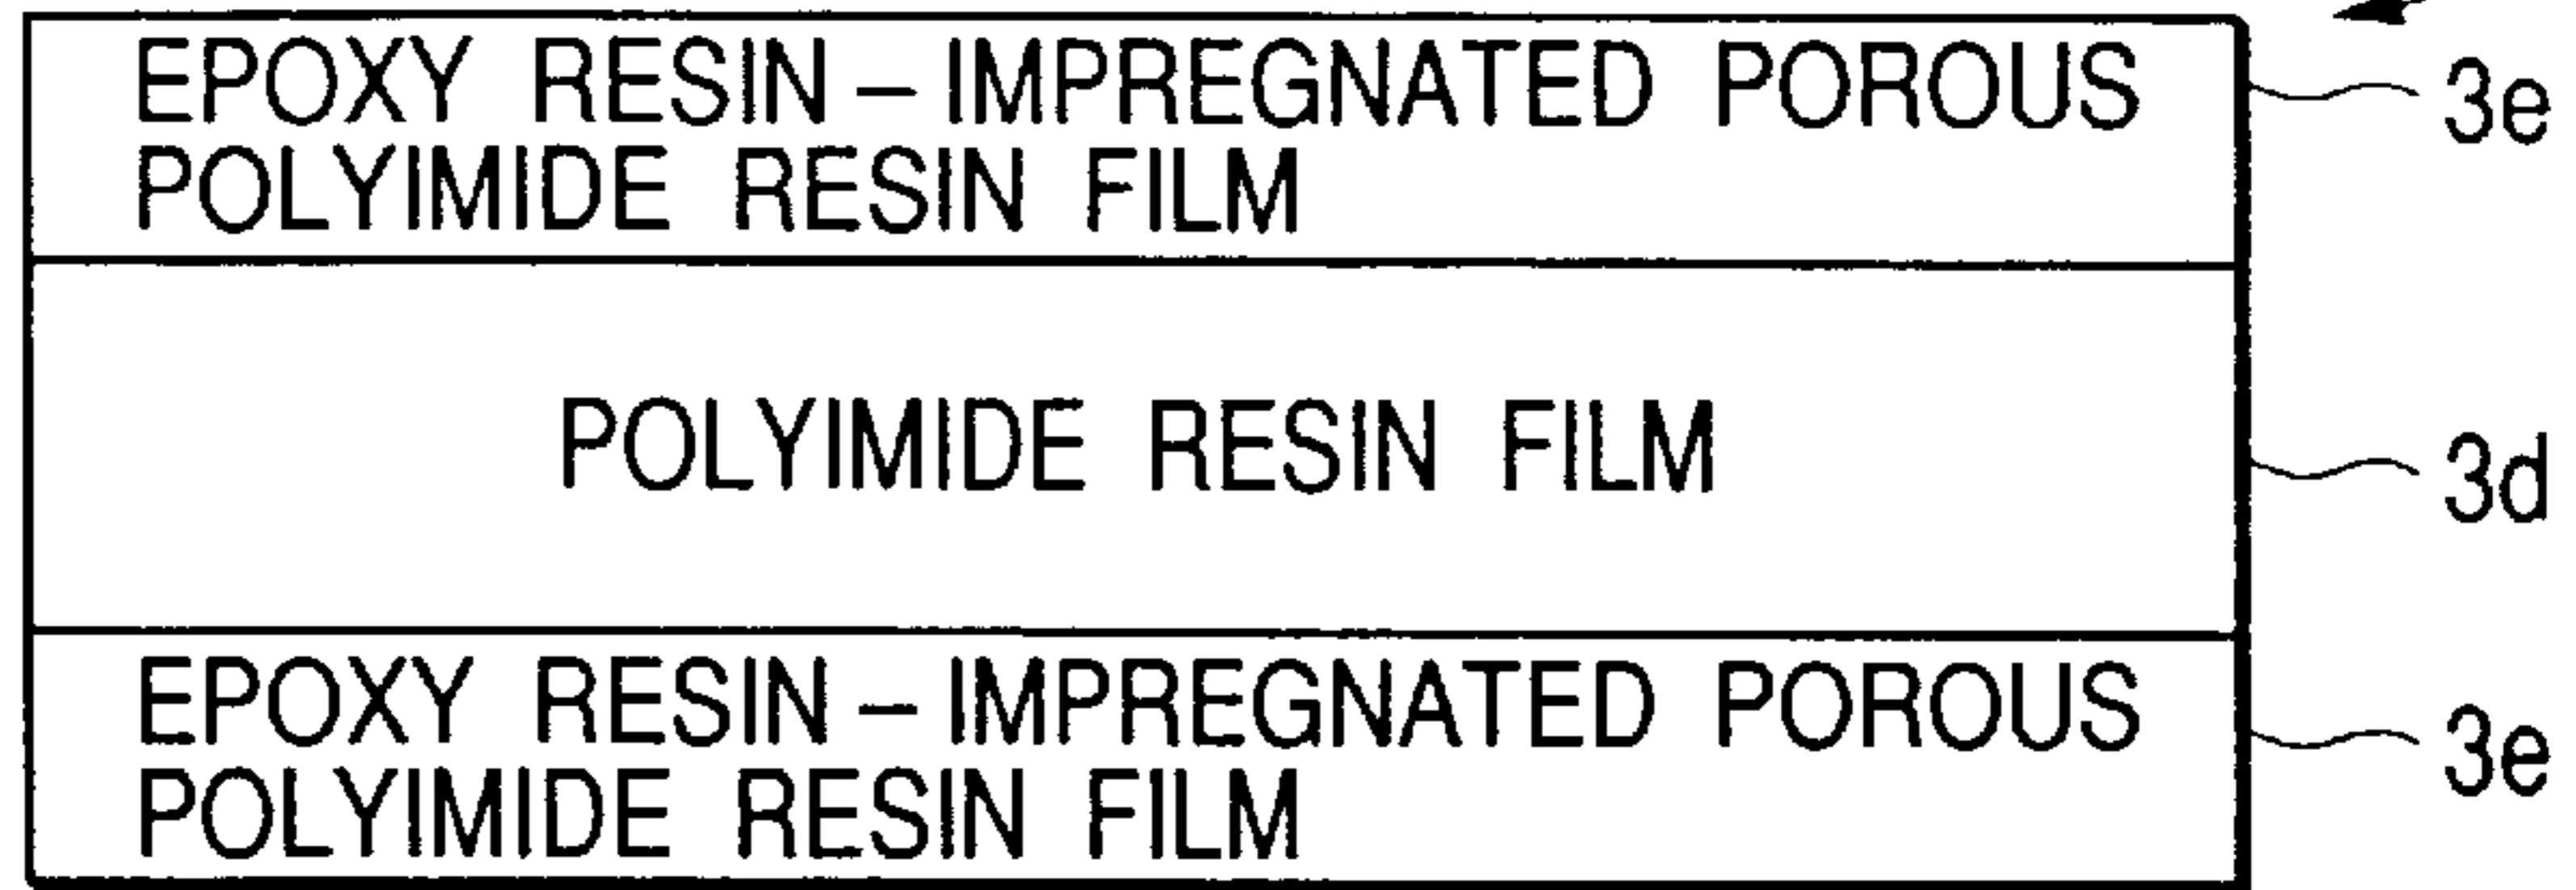 EPOXY RESIN-IMPREGNATED POROUS
POLYIMIDE RESIN FILM
3e
POLYIMIDE RESIN FILM
3d
EPOXY RESIN-IMPREGNATED POROUS
POLYIMIDE RESIN FILM
3e